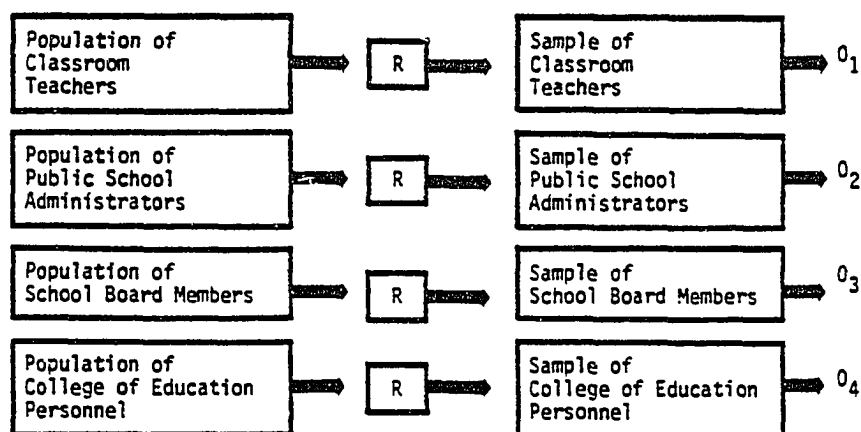 Population of
Classroom
Teachers
R
Sample of
Classroom
Teachers
O1
Population of
Public School
Administrators
R
Sample of
Public School
Administrators
O2
Population of
School Board Members
R
Sample of
School Board Members
O3
Population of
College of Education
Personnel
R
Sample of
College of Education
Personnel
O4